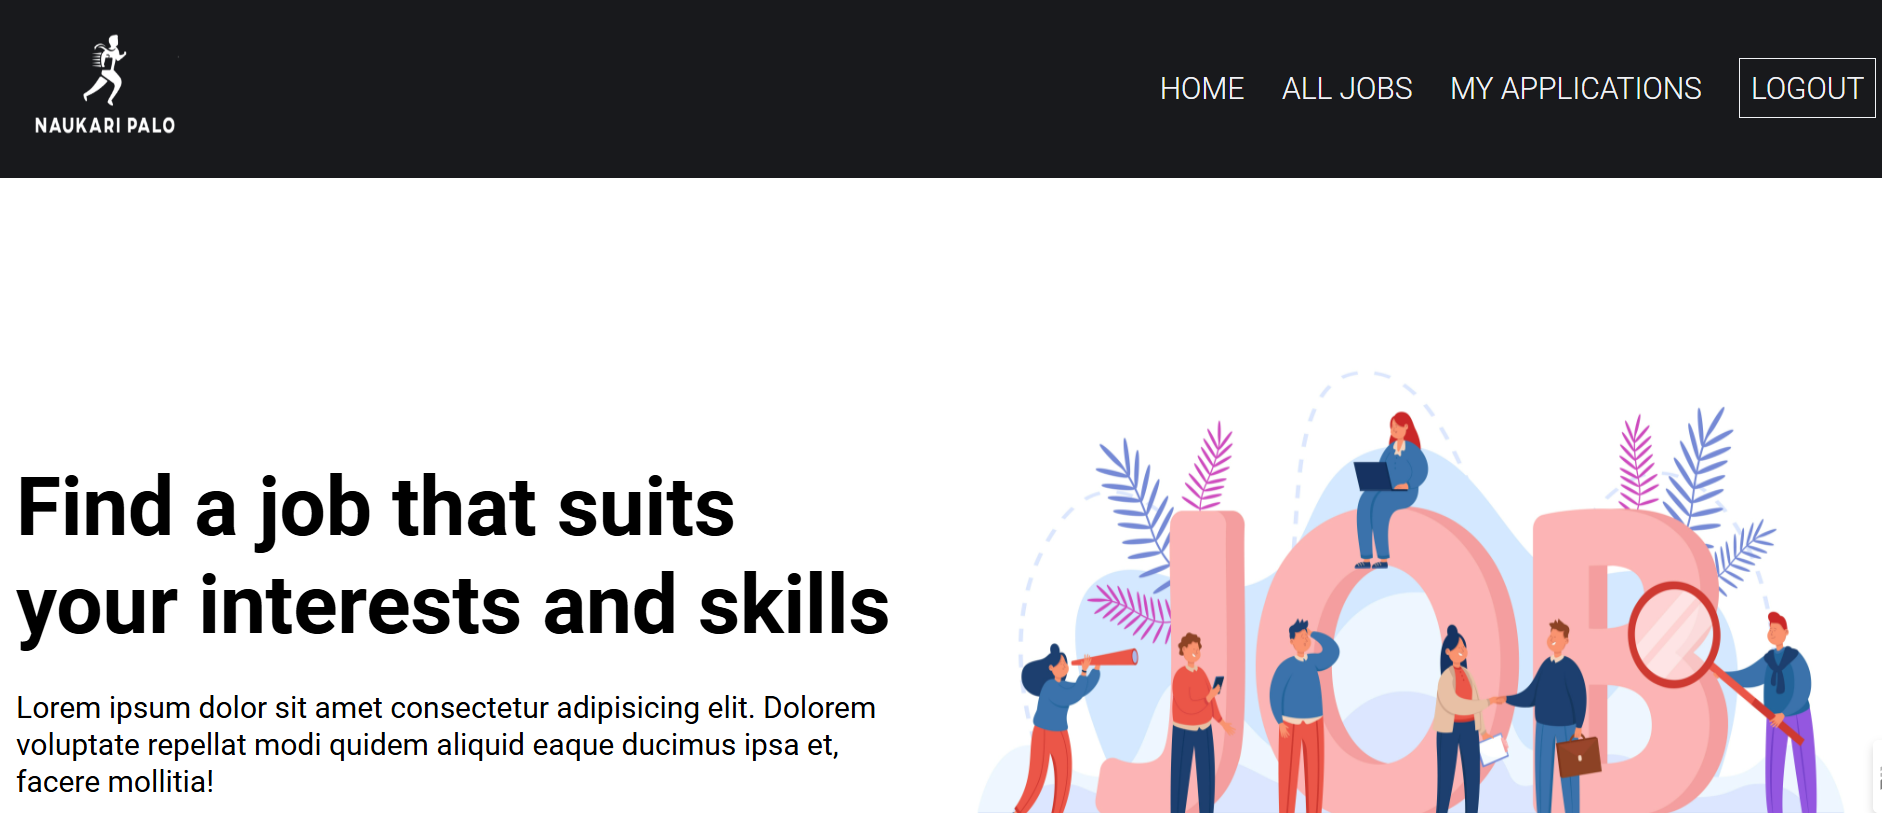 NAUKARI PALO
HOME ALL JOBS MY APPLICATIONS LOGOUT
Find a job that suits
your interests and skills
Lorem ipsum dolor sit amet consectetur adipisicing elit. Dolorem
voluptate repellat modi quidem aliquid eaque ducimus ipsa et,
facere mollitia!
JOB